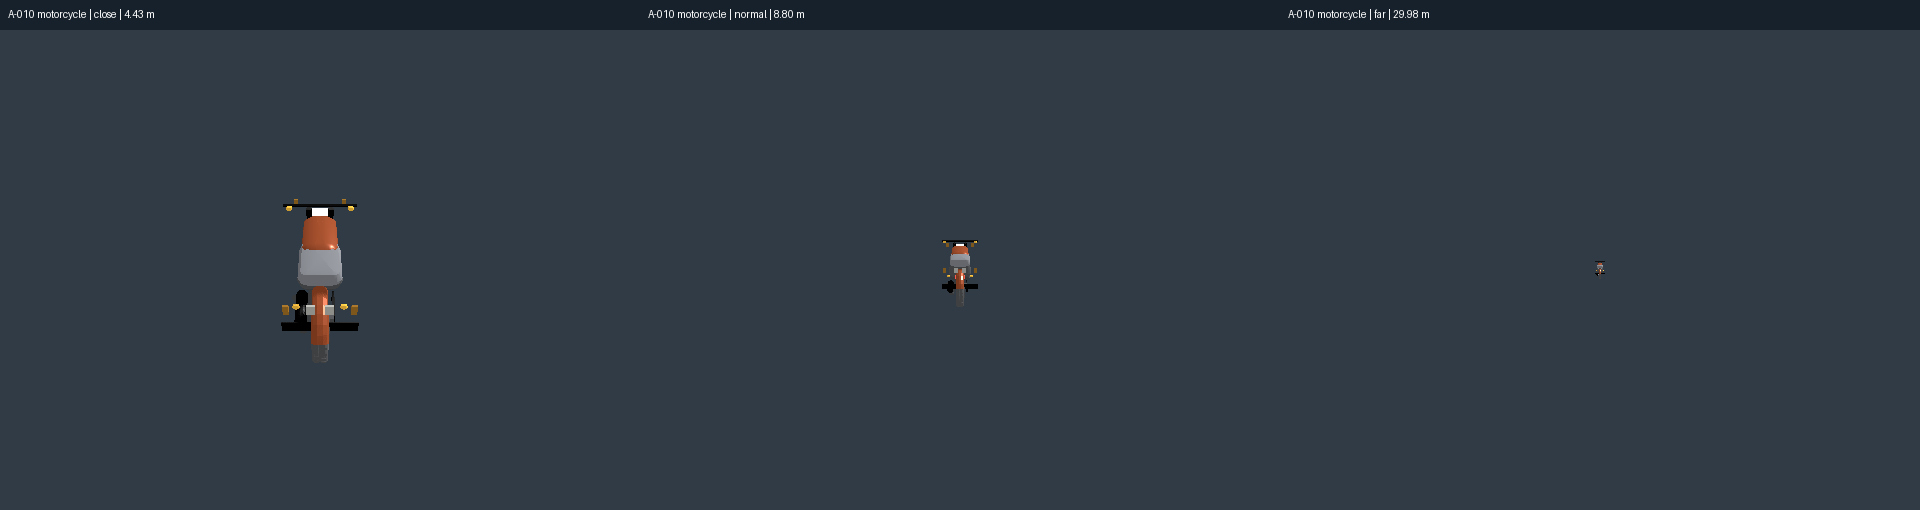 A-010 motorcycle | close | 4.43 m
A-010 motorcycle | normal | 8.80 m
A-010 motorcycle | far | 29.98 m